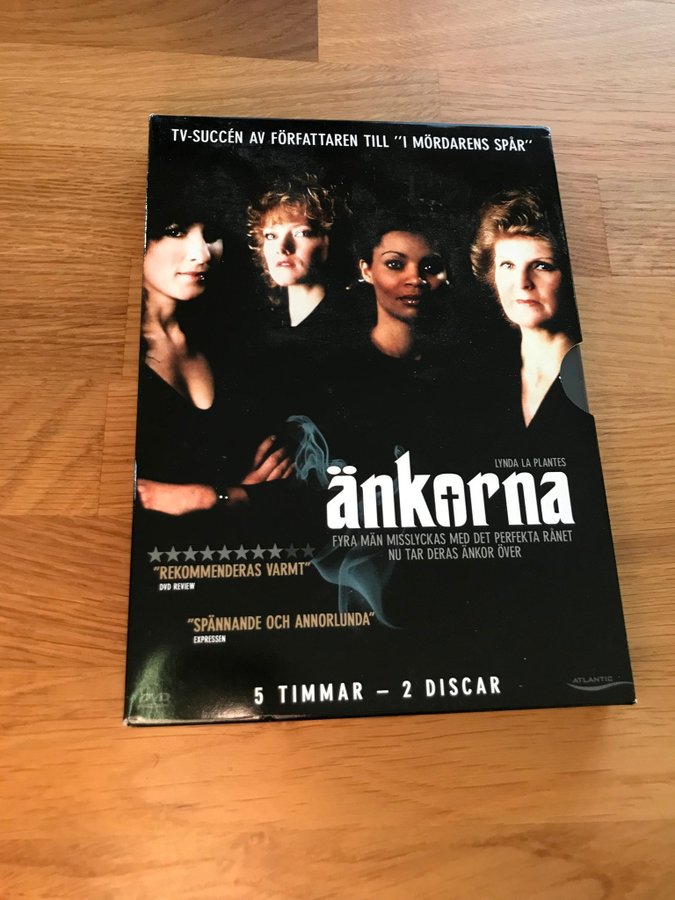 TV-SUCCÉN AV FÖRFATTAREN TILL "I MÖRDARENS SPÅR"
LYNDA LA PLANTES
änkorna
FYRA MÄN MISSLYCKAS MED DET PERFEKTA RÅNET
NU TAR DERAS ÄNKOR ÖVER
"REKOMMENDERAS VARMT"
DVD REVIEW
"SPÄNNANDE OCH ANNORLUNDA"
EXPRESSEN
5 TIMMAR – 2 DISCAR
DVD
ATLANTIC